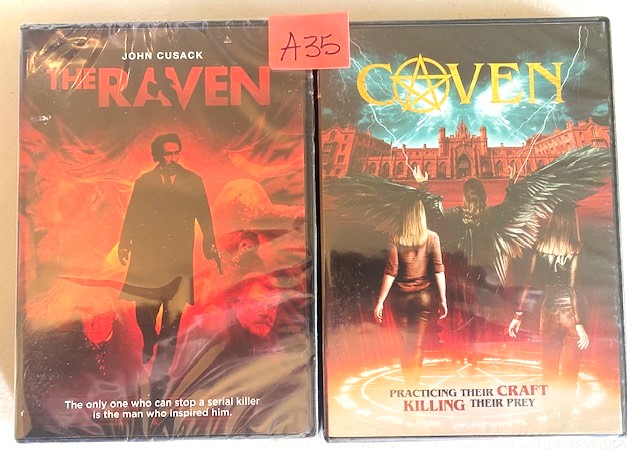 A35
JOHN CUSACK
THE RAVEN
The only one who can stop a serial killer
is the man who inspired him.
COVEN
PRACTICING THEIR CRAFT
KILLING THEIR PREY